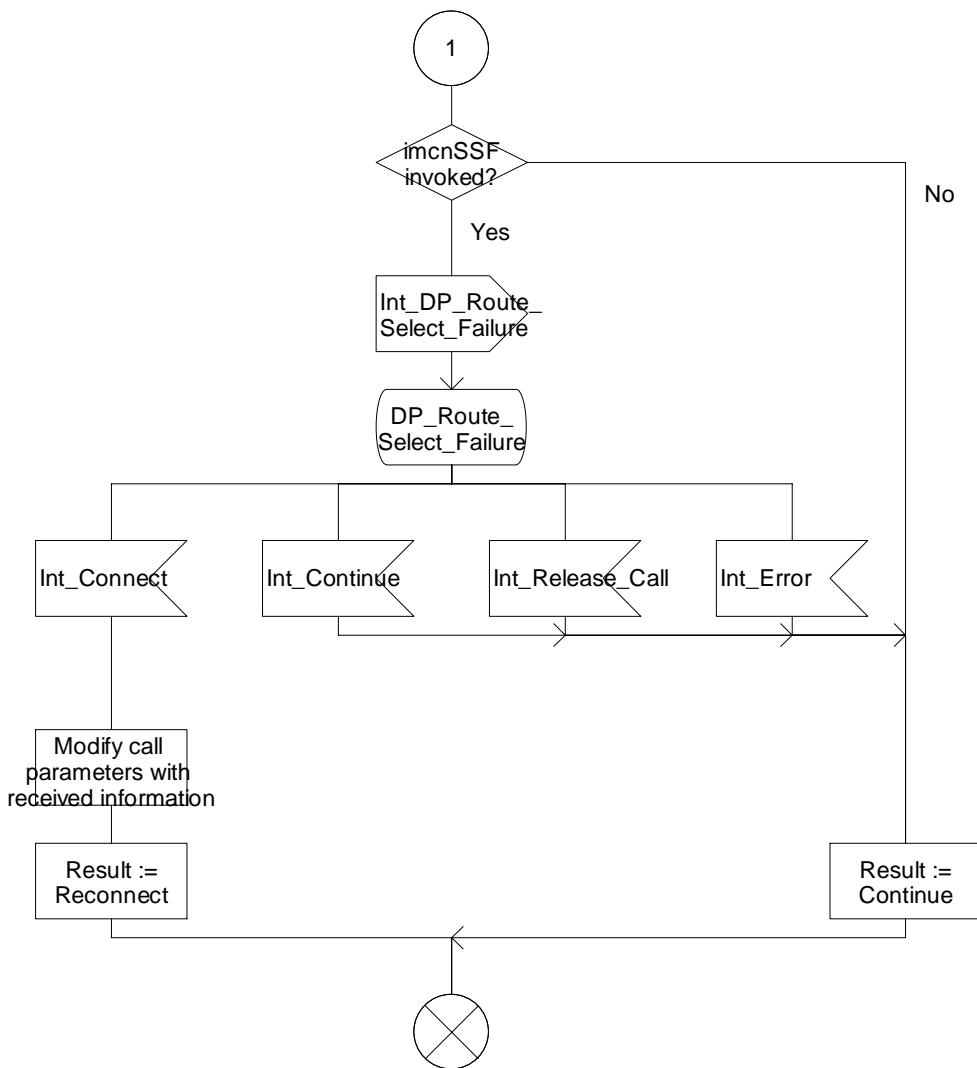 1
imcnSSF
invoked?
No
Yes
Int_DP_Route_
Select_Failure
DP_Route_
Select_Failure
Int_Connect
Int_Continue
Int_Release_Call
Int_Error
Modify call
parameters with
received information
Result :=
Reconnect
Result :=
Continue